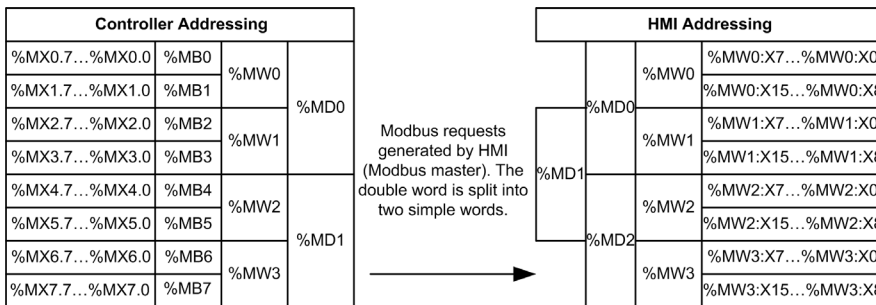 Controller Addressing
%MX0.7…%MX0.0 %MB0
%MW0
%MX1.7…%MX1.0 %MB1
%MD0
%MX2.7…%MX2.0 %MB2
%MW1
%MX3.7…%MX3.0 %MB3
%MX4.7…%MX4.0 %MB4
%MW2
%MX5.7…%MX5.0 %MB5
%MD1
%MX6.7…%MX6.0 %MB6
%MW3
%MX7.7…%MX7.0 %MB7
Modbus requests
generated by HMI
(Modbus master). The
double word is split into
two simple words.
HMI Addressing
%MW0:X7…%MW0:X0
%MW0
%MW0:X15…%MW0:X8
%MD0
%MW1:X7…%MW1:X0
%MW1
%MW1:X15…%MW1:X8
%MD1
%MW2:X7…%MW2:X0
%MW2
%MW2:X15…%MW2:X8
%MD2
%MW3:X7…%MW3:X0
%MW3
%MW3:X15…%MW3:X8